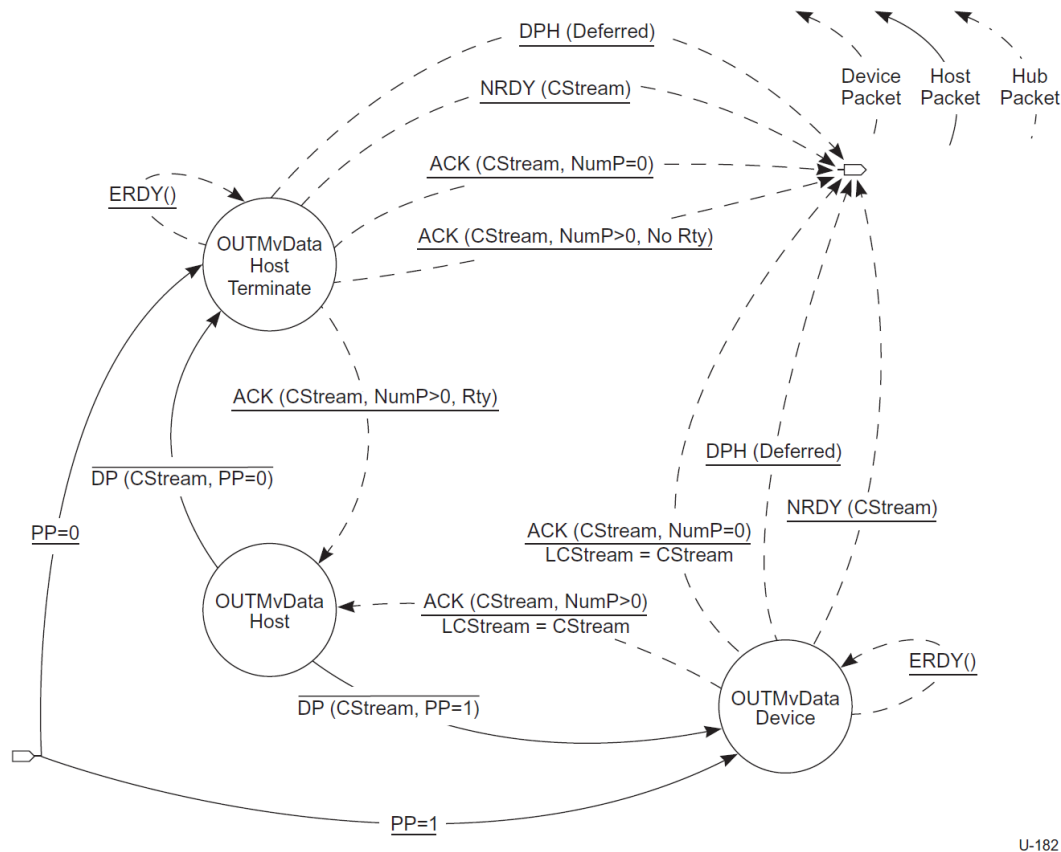 DPH (Deferred)
NRDY (CStream)
ACK (CStream, NumP=0)
ACK (CStream, NumP>0, No Rty)
Device
Packet
Host
Packet
Hub
Packet
ERDY()
OUTMvData
Host
Terminate
ACK (CStream, NumP>0, Rty)
DP (CStream, PP=0)
PP=0
DPH (Deferred)
NRDY (CStream)
ACK (CStream, NumP=0)
LCStream = CStream
OUTMvData
Host
ACK (CStream, NumP>0)
LCStream = CStream
ERDY()
DP (CStream, PP=1)
OUTMvData
Device
PP=1
U-182